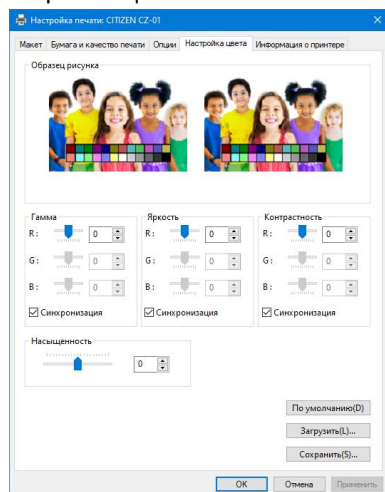 Настройка печати: CITIZEN CZ-01
Макет Бумага и качество печати Опции Настройка цвета Информация о принтере
Образец рисунка
Гамма Яркость Контрастность
R: 0 R: 0 R: 0
G: 0 G: 0 G: 0
B: 0 B: 0 B: 0
Синхронизация Синхронизация Синхронизация
Насыщенность
0
По умолчанию(D)
Загрузить(L)...
Сохранить(S)...
OK Отмена Применить